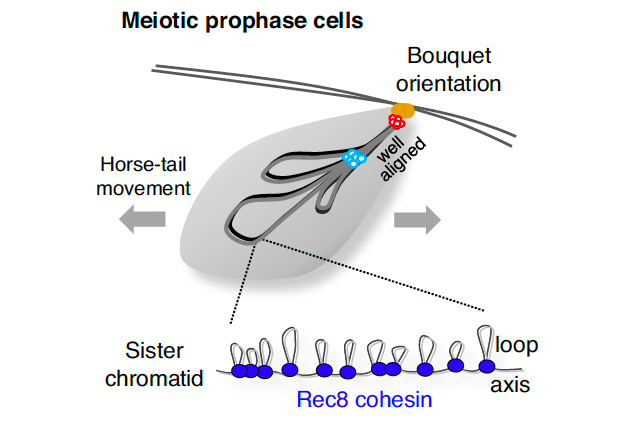 Meiotic prophase cells
Bouquet
orientation
well
aligned
Horse-tail
movement
Sister
chromatid
loop
axis
Rec8 cohesin